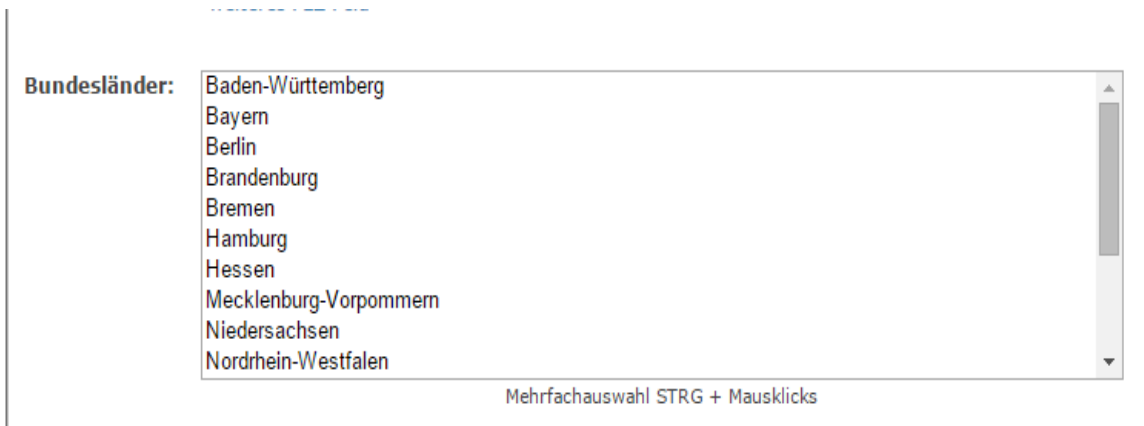 Bundesländer:
Baden-Württemberg
Bayern
Berlin
Brandenburg
Bremen
Hamburg
Hessen
Mecklenburg-Vorpommern
Niedersachsen
Nordrhein-Westfalen
Mehrfachauswahl STRG + Mausklicks